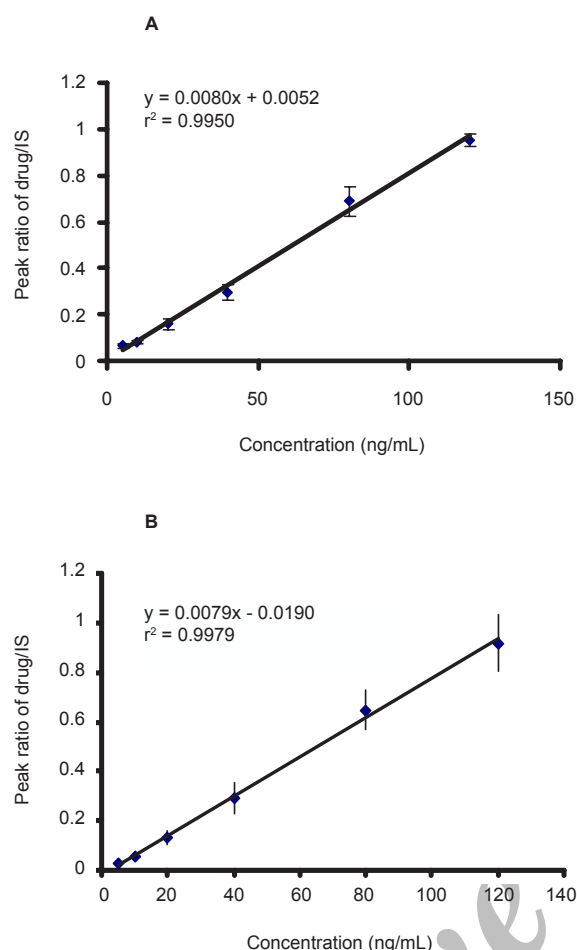 A
1.2
y = 0.0080x + 0.0052
r² = 0.9950
1
0.8
0.6
0.4
0.2
0
Peak ratio of drug/IS
0 50 100 150
Concentration (ng/mL)
B
1.2
y = 0.0079x - 0.0190
r² = 0.9979
1
0.8
0.6
0.4
0.2
0
Peak ratio of drug/IS
0 20 40 60 80 100 120 140
Concentration (ng/mL)